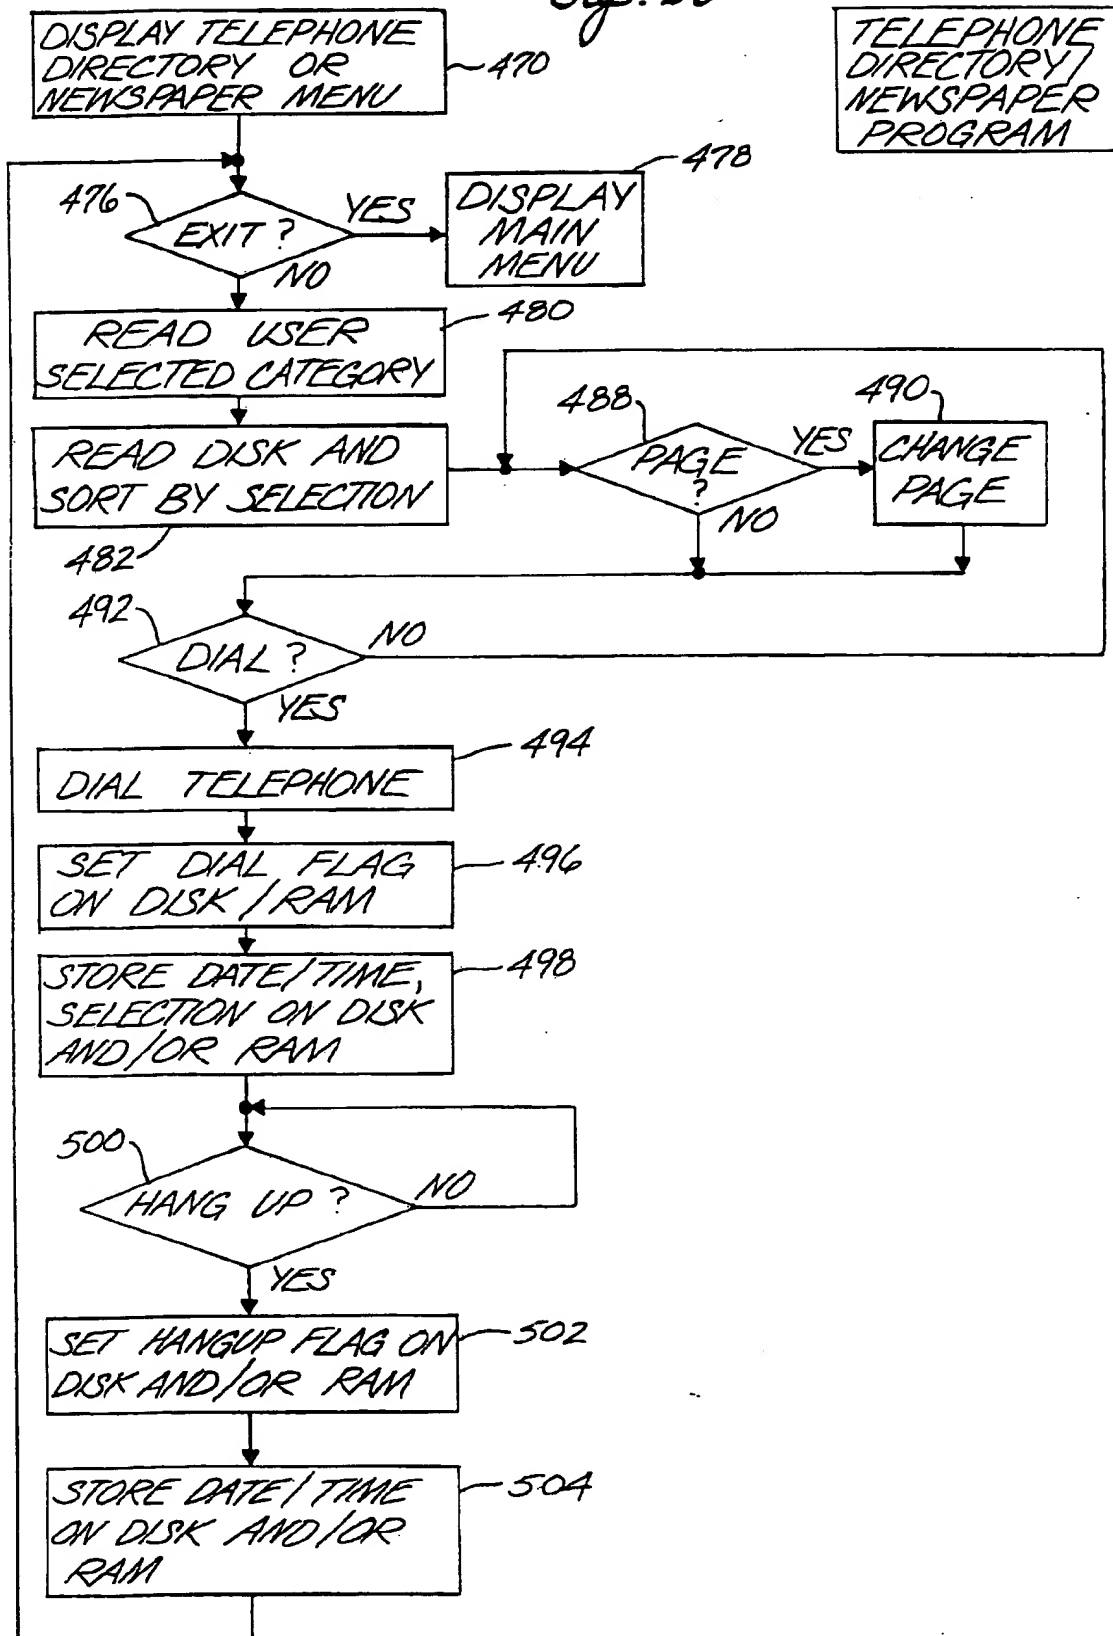 DISPLAY TELEPHONE
DIRECTORY OR
NEWSPAPER MENU
470
TELEPHONE
DIRECTORY/
NEWSPAPER
PROGRAM
476
EXIT?
YES
NO
478
DISPLAY
MAIN
MENU
READ USER
SELECTED CATEGORY
480
READ DISK AND
SORT BY SELECTION
482
488
PAGE
?
YES
NO
490
CHANGE
PAGE
492
DIAL?
NO
YES
DIAL TELEPHONE
494
SET DIAL FLAG
ON DISK/RAM
496
STORE DATE/TIME,
SELECTION ON DISK
AND/OR RAM
498
500
HANG UP?
NO
YES
SET HANGUP FLAG ON
DISK AND/OR RAM
502
STORE DATE/TIME
ON DISK AND/OR
RAM
504